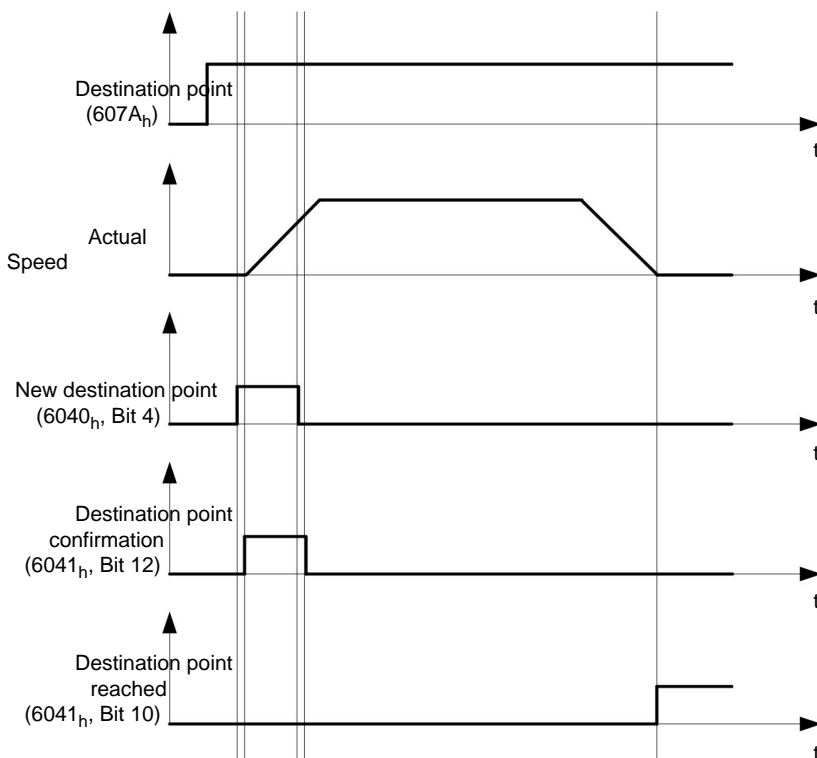 Destination point
(607Ah)
t
Actual
Speed
t
New destination point
(6040h, Bit 4)
t
Destination point
confirmation
(6041h, Bit 12)
t
Destination point
reached
(6041h, Bit 10)
t